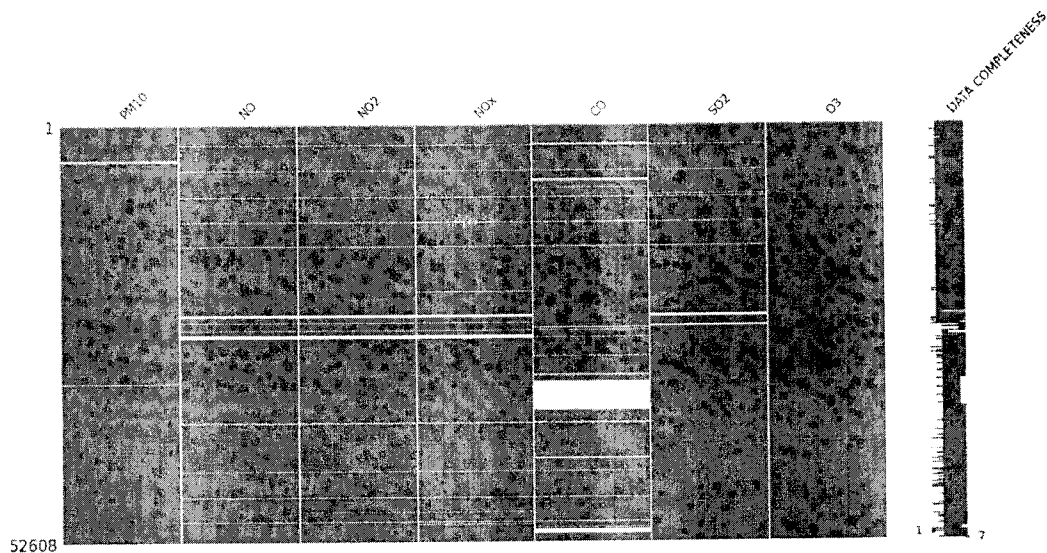 PM10 NO NO2 NOx CO SO2 O3 DATA COMPLETENESS
1
52608
1 7